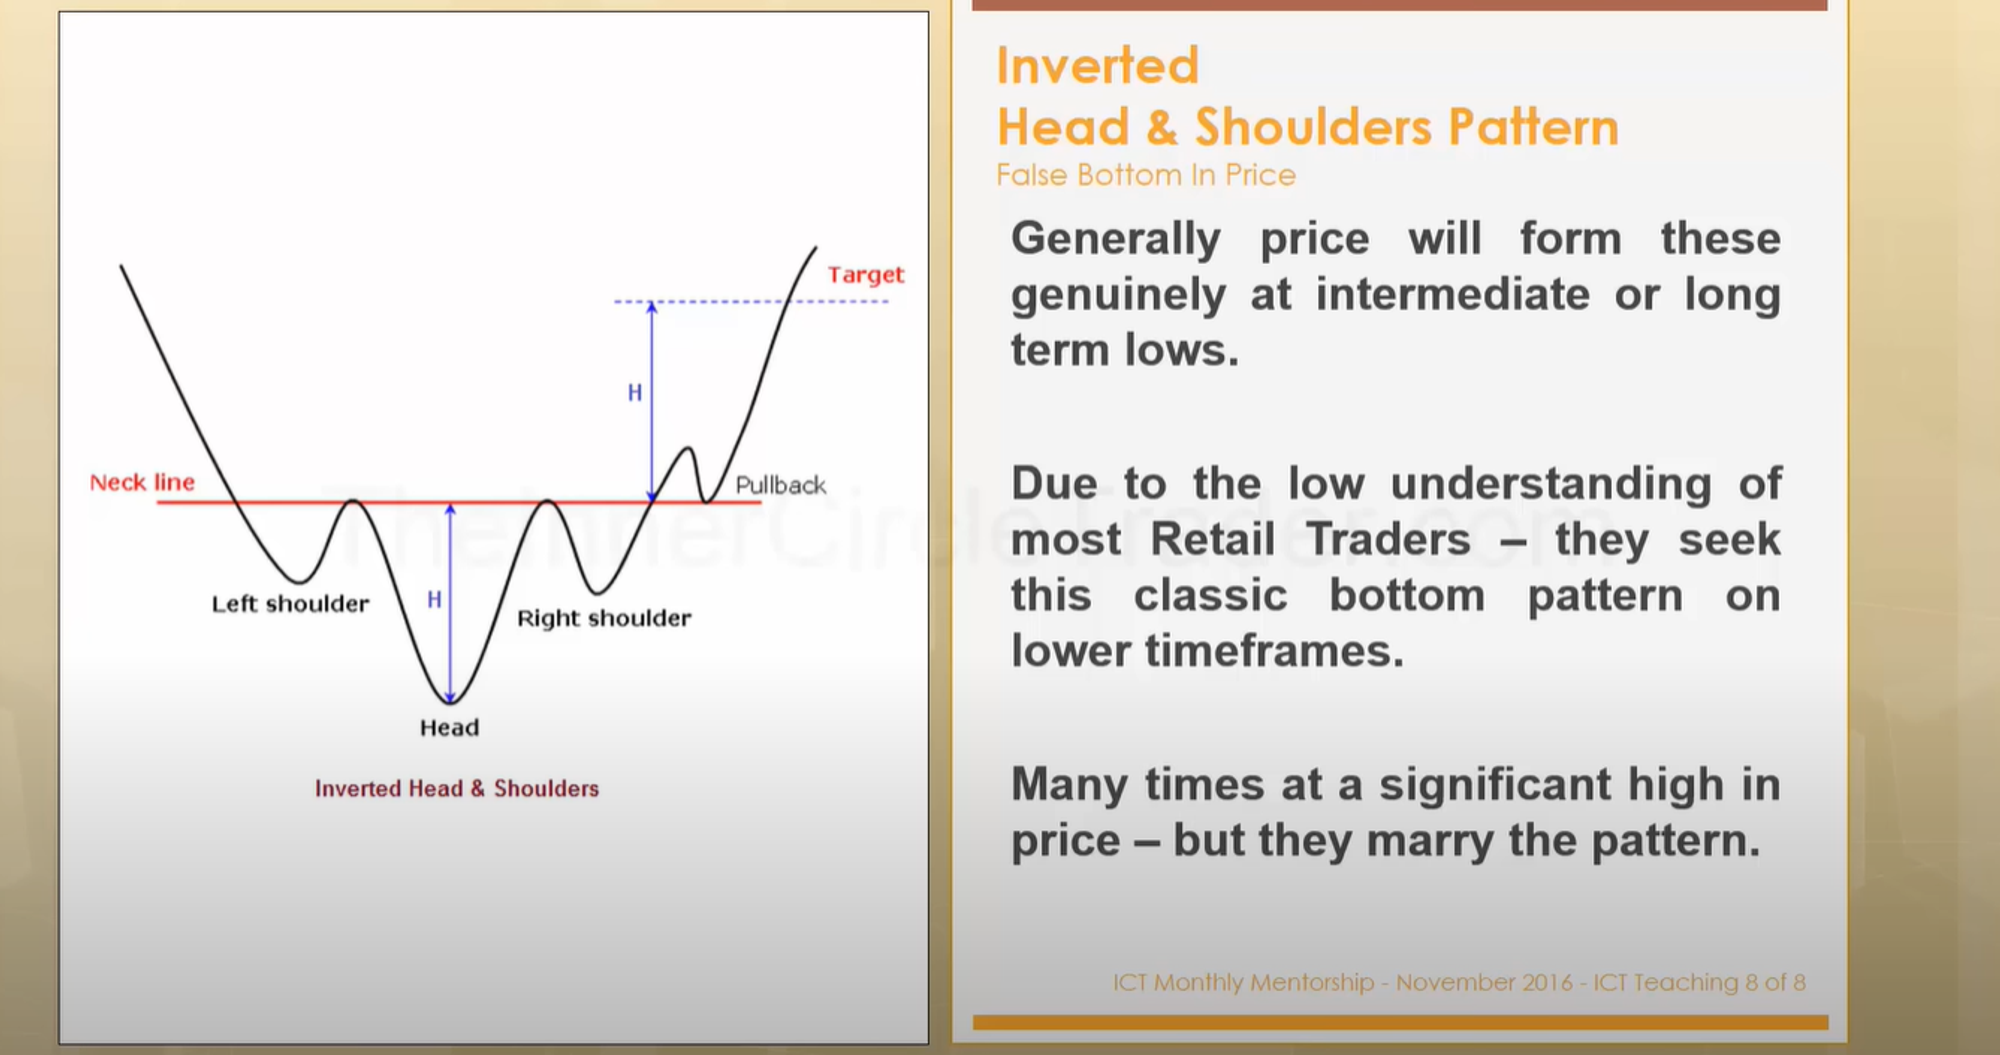 Target
H
Neck line
Pullback
Left shoulder
H
Right shoulder
Head
Inverted Head & Shoulders
Inverted
Head & Shoulders Pattern
False Bottom In Price
Generally price will form these
genuinely at intermediate or long
term lows.
Due to the low understanding of
most Retail Traders – they seek
this classic bottom pattern on
lower timeframes.
Many times at a significant high in
price – but they marry the pattern.
TheInnerCircleTrader.com
ICT Monthly Mentorship - November 2016 - ICT Teaching 8 of 8